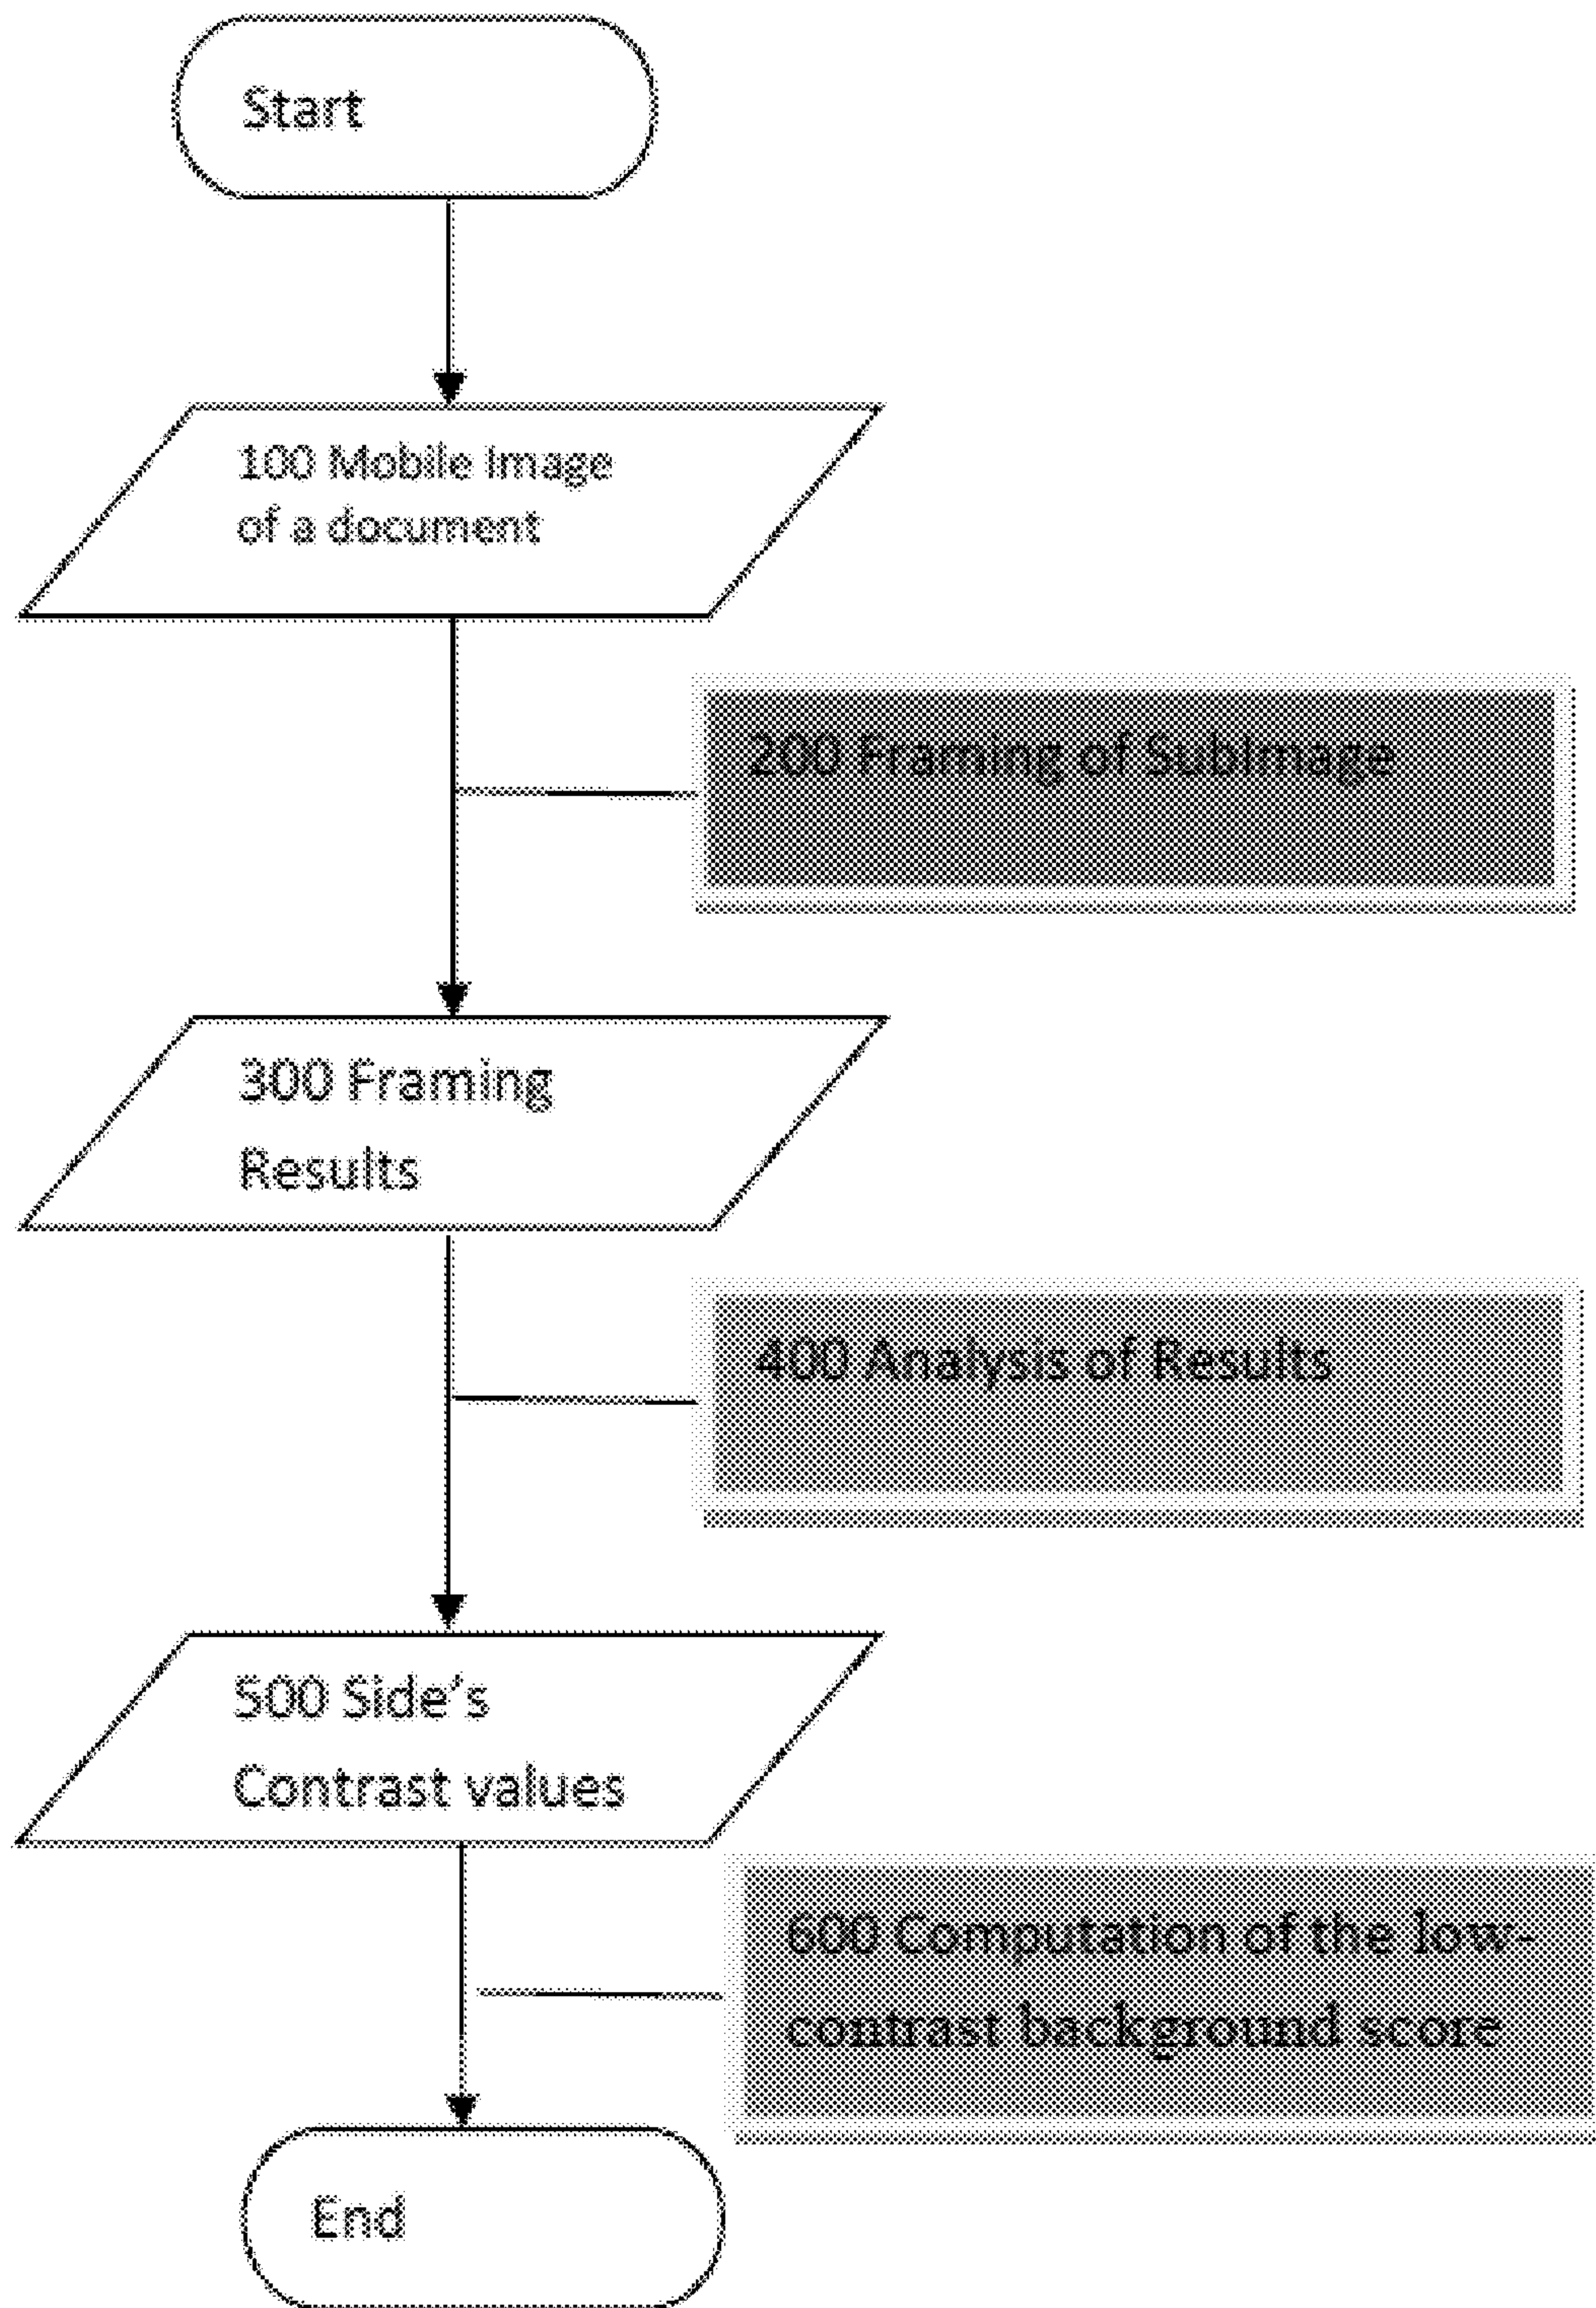 Start
100 Mobile Image
of a document
200 Framing of SubImage
300 Framing
Results
400 Analysis of Results
500 Side's
Contrast values
600 Computation of the low-
contrast background score
End